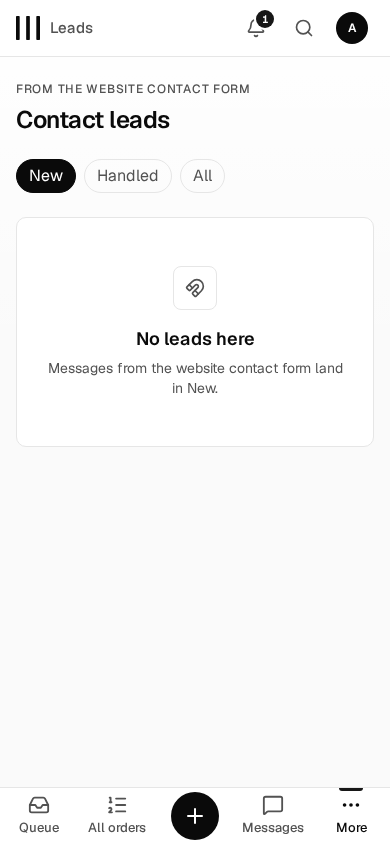 Leads
1
A
FROM THE WEBSITE CONTACT FORM
Contact leads
New
Handled
All
No leads here
Messages from the website contact form land
in New.
Queue
All orders
Messages
More